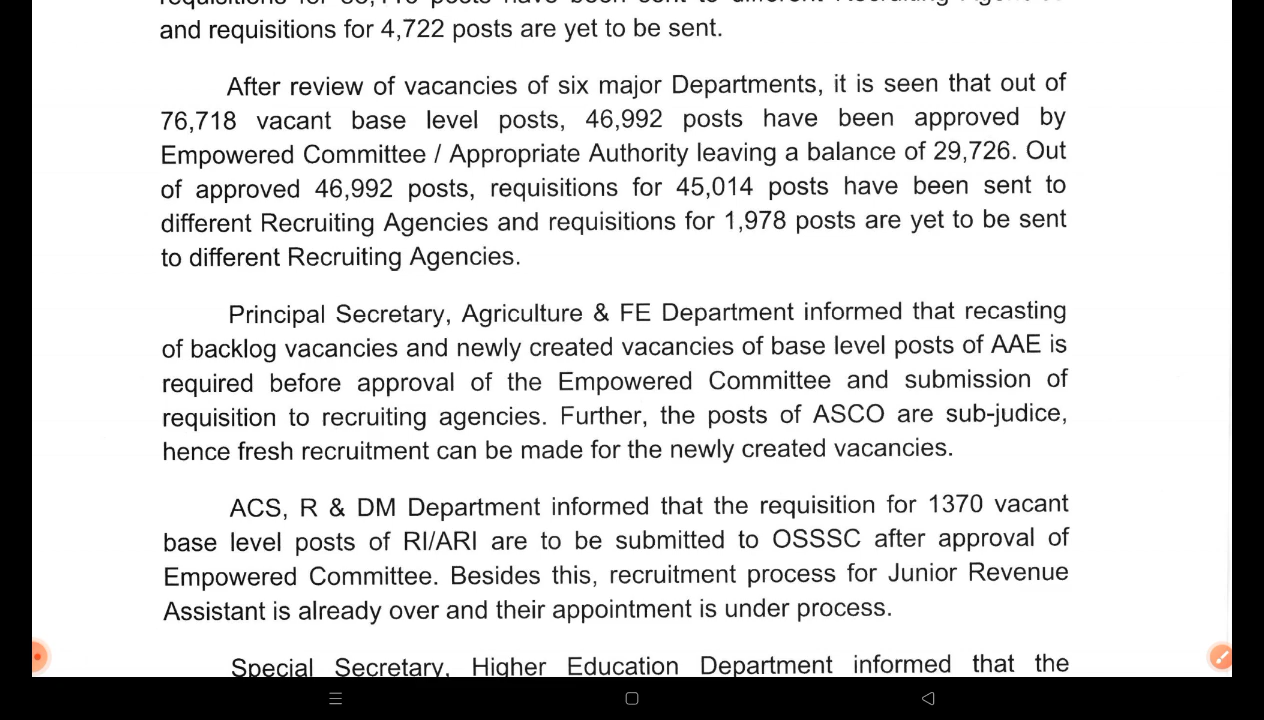 and requisitions for 4,722 posts are yet to be sent.
After review of vacancies of six major Departments, it is seen that out of
76,718 vacant base level posts, 46,992 posts have been approved by
Empowered Committee / Appropriate Authority leaving a balance of 29,726. Out
of approved 46,992 posts, requisitions for 45,014 posts have been sent to
different Recruiting Agencies and requisitions for 1,978 posts are yet to be sent
to different Recruiting Agencies.
Principal Secretary, Agriculture & FE Department informed that recasting
of backlog vacancies and newly created vacancies of base level posts of AAE is
required before approval of the Empowered Committee and submission of
requisition to recruiting agencies. Further, the posts of ASCO are sub-judice,
hence fresh recruitment can be made for the newly created vacancies.
ACS, R & DM Department informed that the requisition for 1370 vacant
base level posts of RI/ARI are to be submitted to OSSSC after approval of
Empowered Committee. Besides this, recruitment process for Junior Revenue
Assistant is already over and their appointment is under process.
Special Secretary, Higher Education Department informed that the